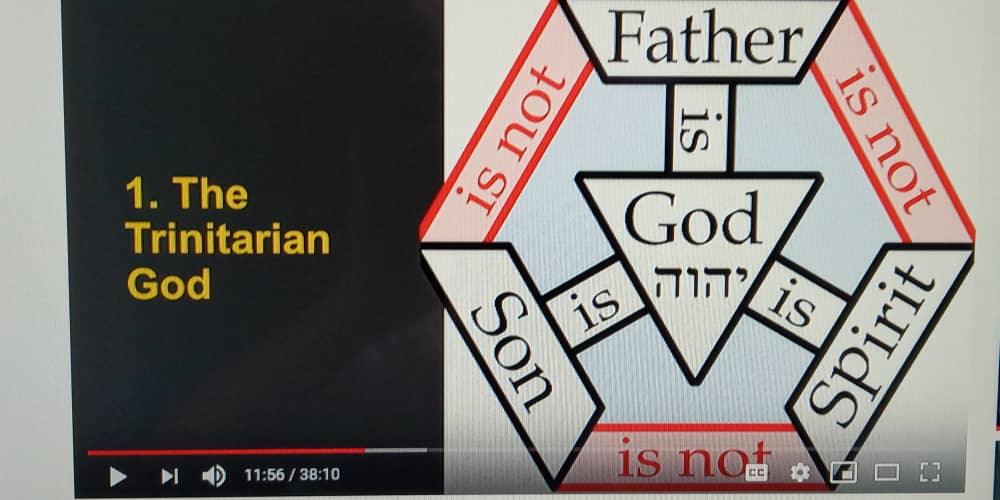 1. The
Trinitarian
God
Father
is not
is
is not
God
יהוה
is
is
Son
Spirit
is not
11:56 / 38:10
CC